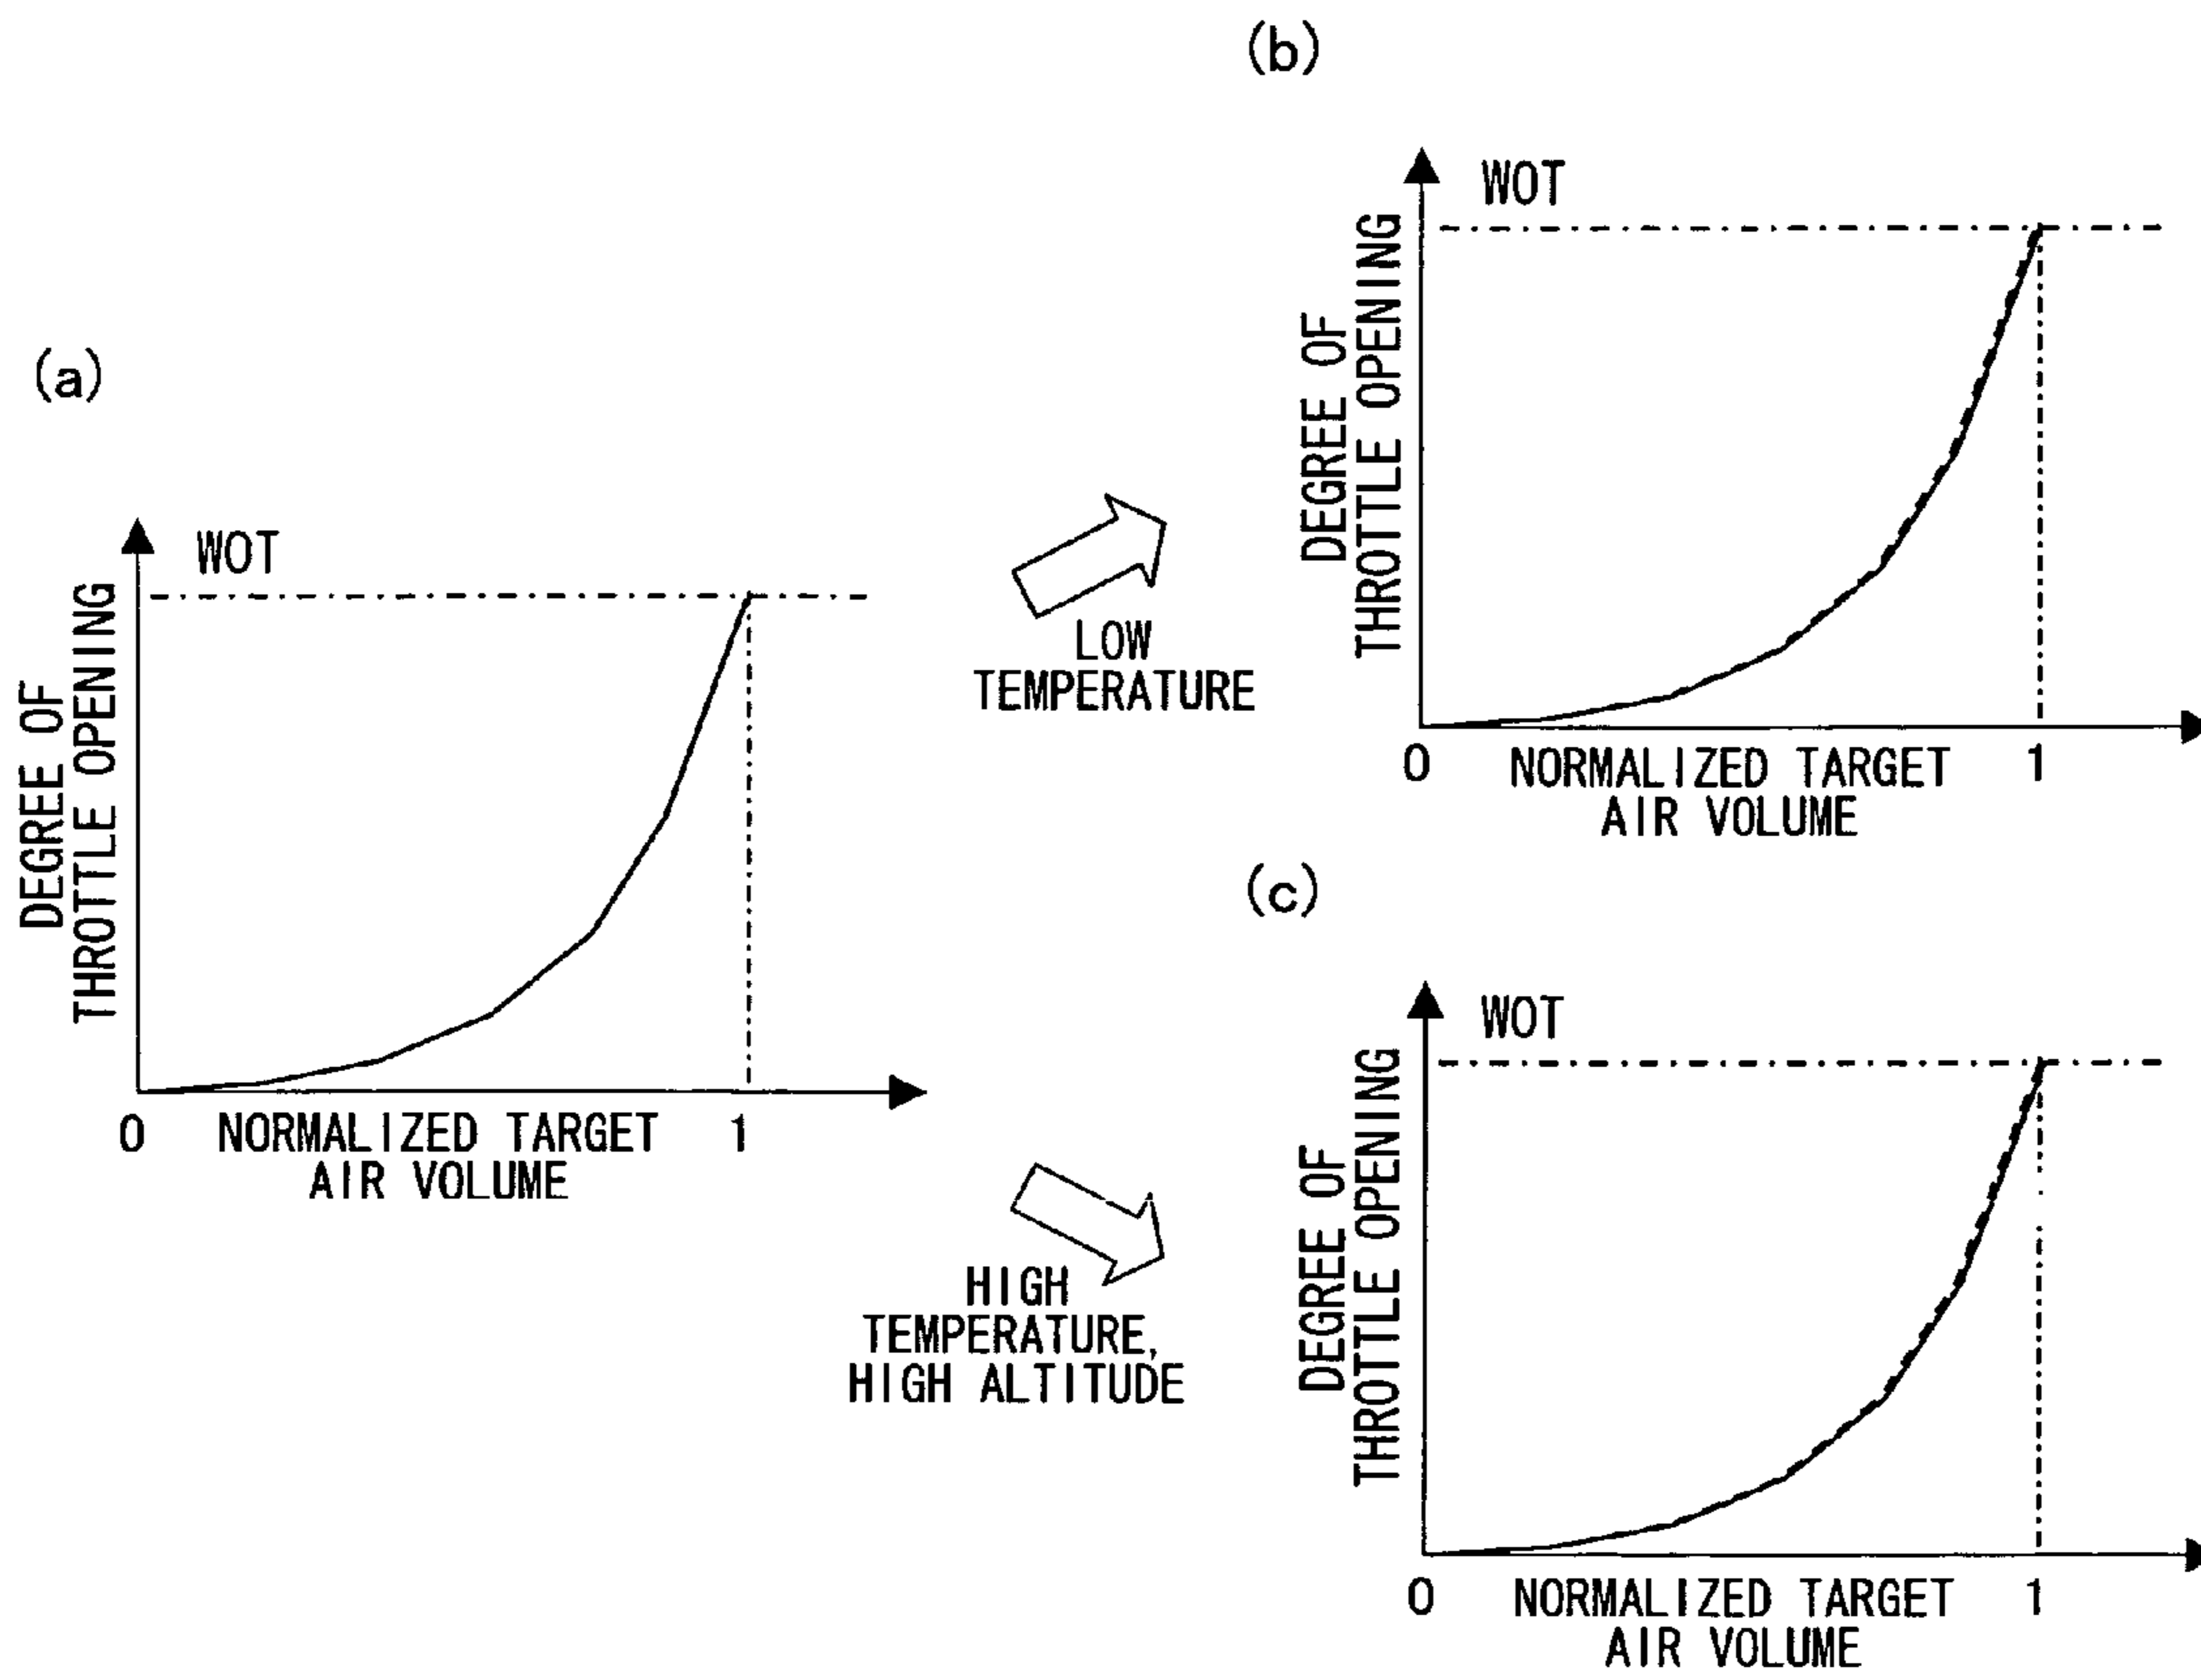 (a)
WOT
DEGREE OF
THROTTLE OPENING
0
NORMALIZED TARGET
AIR VOLUME
1
LOW
TEMPERATURE
HIGH
TEMPERATURE,
HIGH ALTITUDE
(b)
WOT
DEGREE OF
THROTTLE OPENING
0
NORMALIZED TARGET
AIR VOLUME
1
(c)
WOT
DEGREE OF
THROTTLE OPENING
0
NORMALIZED TARGET
AIR VOLUME
1